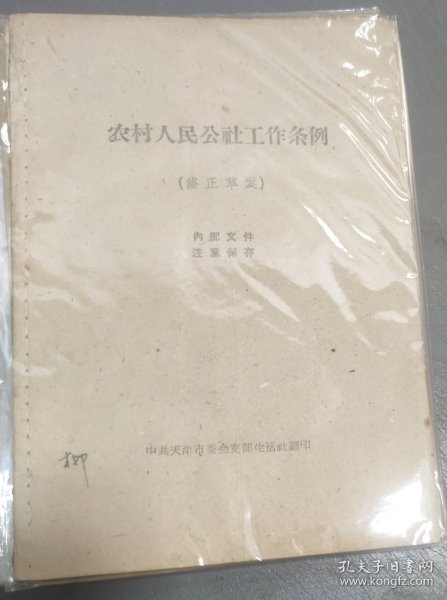 农村人民公社工作条例
(修正草案)
内部文件
注意保存
中共天津市委会支部生活社翻印
柳
孔夫子旧书网
www.kongfz.com